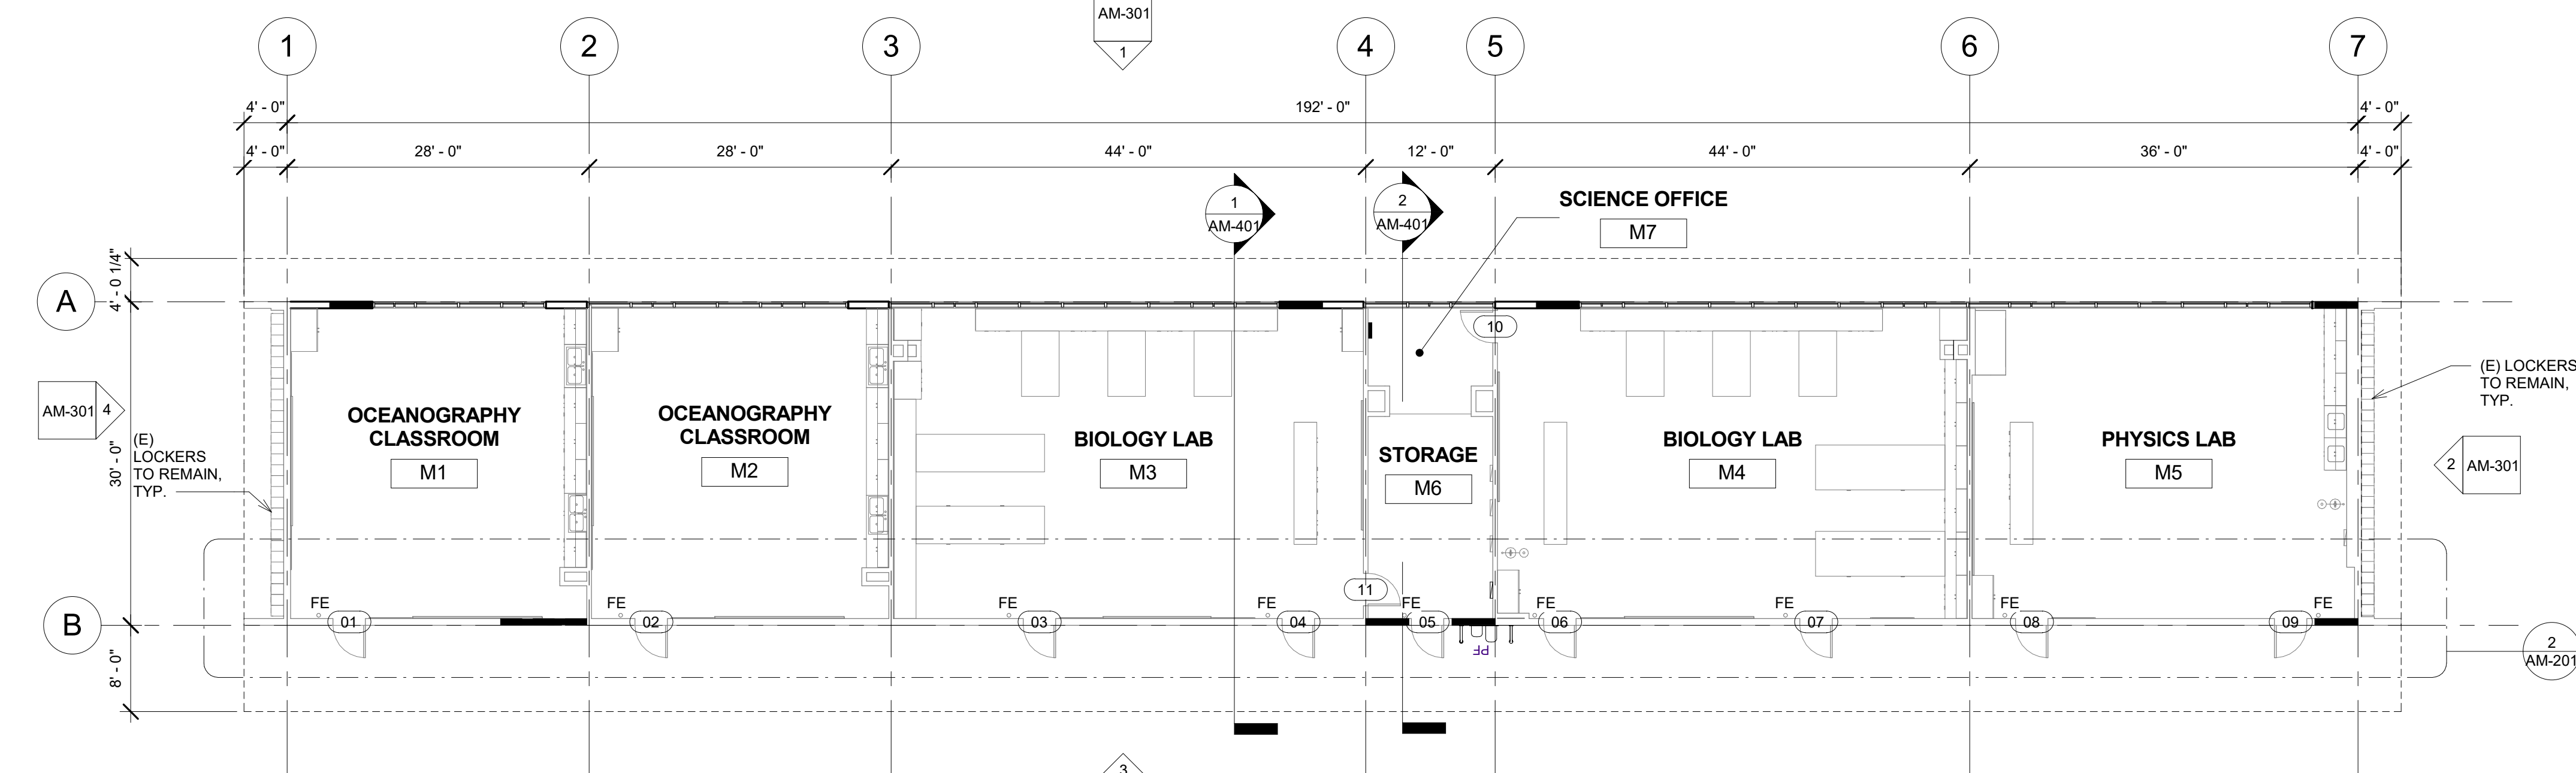 AM-301
1
1
2
3
4
5
6
7
4' - 0"
192' - 0"
4' - 0"
4' - 0"
28' - 0"
28' - 0"
44' - 0"
12' - 0"
44' - 0"
36' - 0"
4' - 0"
1
AM-401
2
AM-401
SCIENCE OFFICE
M7
4' - 0 1/4"
A
10
AM-301
4
(E)
LOCKERS
TO REMAIN,
TYP.
30' - 0"
OCEANOGRAPHY
CLASSROOM
M1
OCEANOGRAPHY
CLASSROOM
M2
BIOLOGY LAB
M3
STORAGE
M6
BIOLOGY LAB
M4
PHYSICS LAB
M5
(E) LOCKERS
TO REMAIN,
TYP.
2
AM-301
11
FE
FE
FE
FE
FE
FE
FE
FE
FE
B
01
02
03
04
05
06
07
08
09
PF
8' - 0"
2
AM-201
3